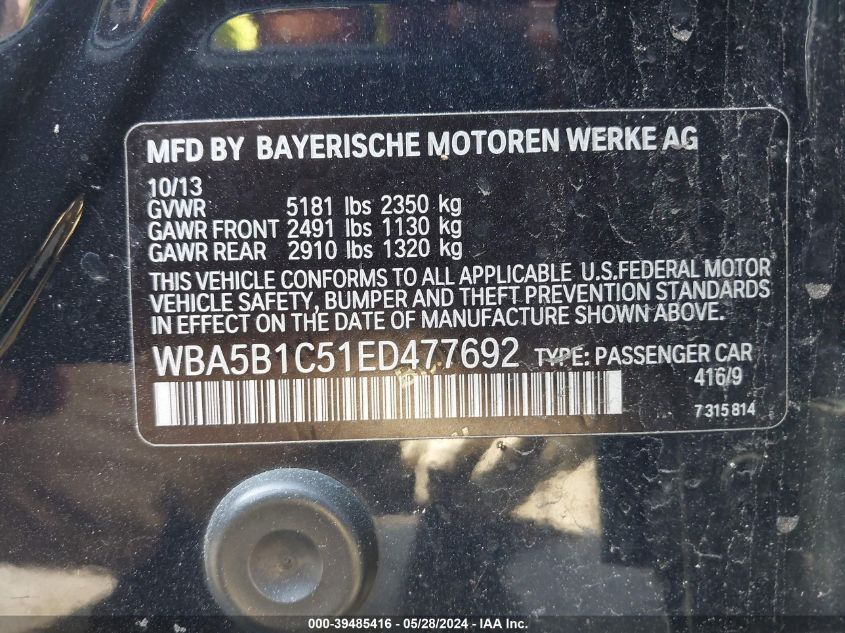 MFD BY BAYERISCHE MOTOREN WERKE AG
10/13
GVWR 5181 lbs 2350 kg
GAWR FRONT 2491 lbs 1130 kg
GAWR REAR 2910 lbs 1320 kg
THIS VEHICLE CONFORMS TO ALL APPLICABLE U.S.FEDERAL MOTOR
VEHICLE SAFETY, BUMPER AND THEFT PREVENTION STANDARDS
IN EFFECT ON THE DATE OF MANUFACTURE SHOWN ABOVE.
WBA5B1C51ED477692 TYPE: PASSENGER CAR
416/9
7 315 814
000-39485416 - 05/28/2024 - IAA Inc.